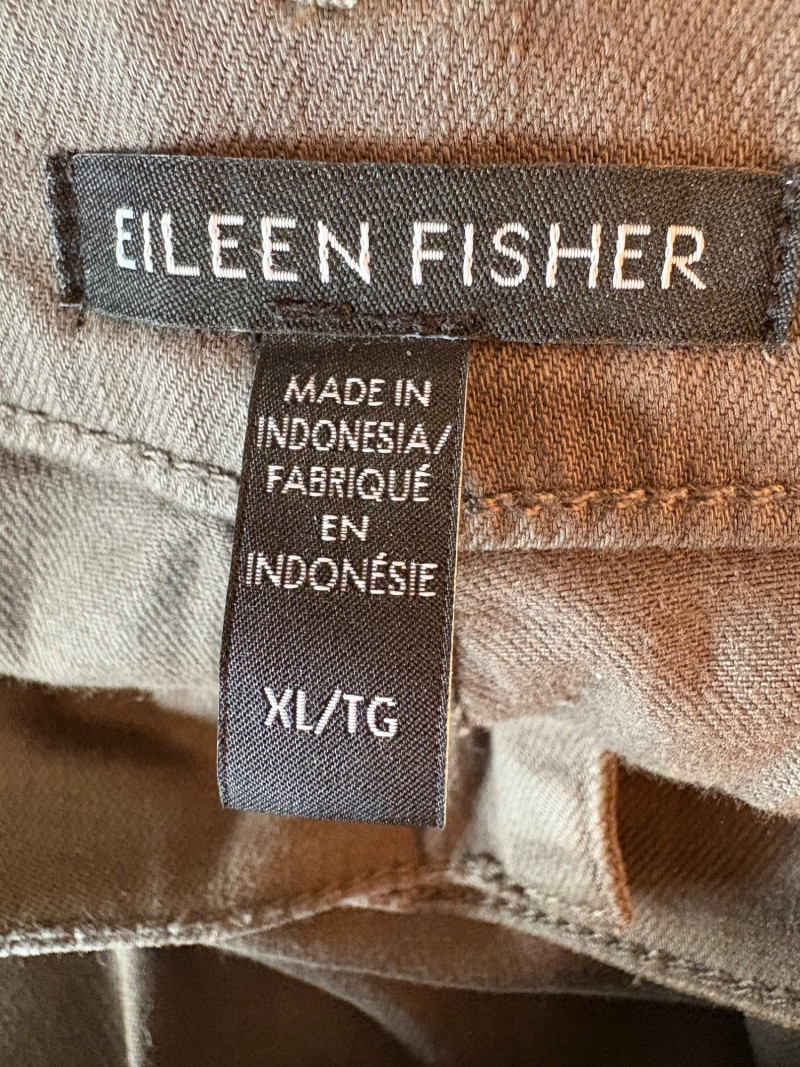 EILEEN FISHER
MADE IN
INDONESIA/
FABRIQUÉ
EN
INDONÉSIE
XL/TG